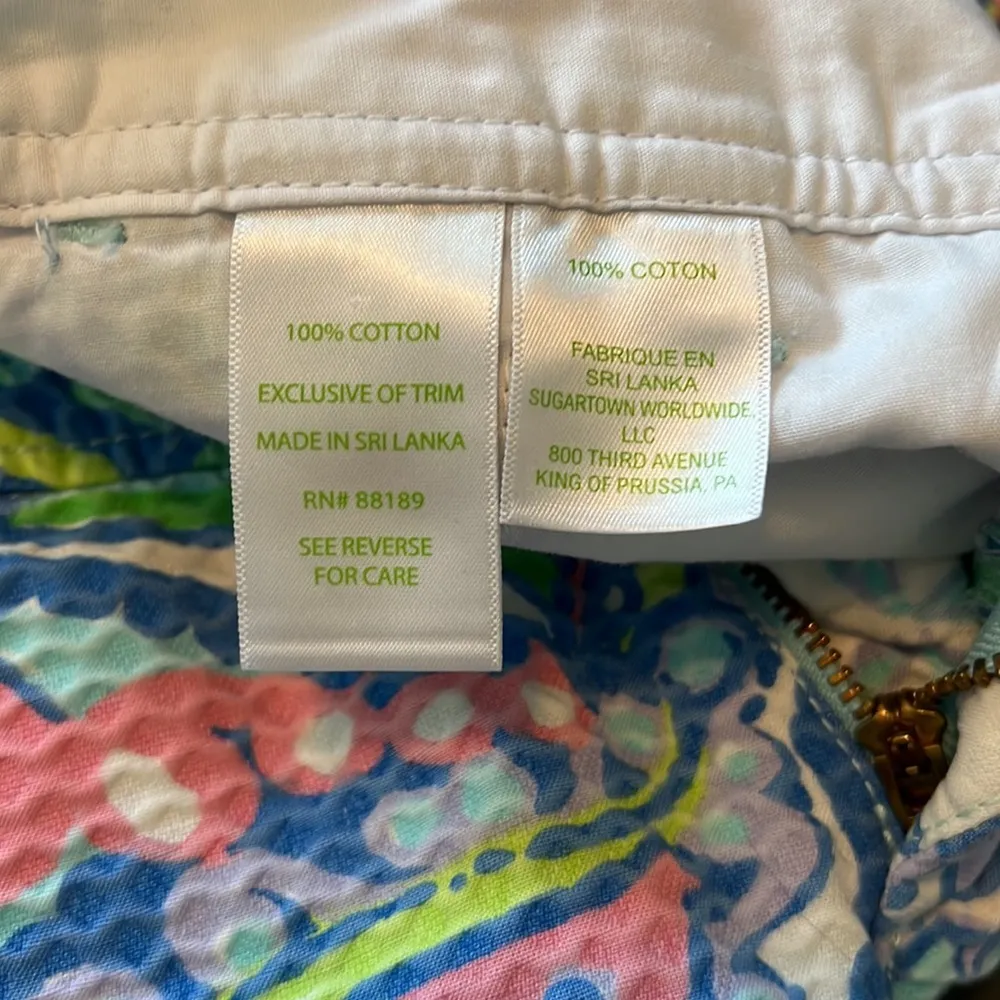 100% COTTON
EXCLUSIVE OF TRIM
MADE IN SRI LANKA
RN# 88189
SEE REVERSE
FOR CARE
100% COTON
FABRIQUE EN
SRI LANKA
SUGARTOWN WORLDWIDE,
LLC
800 THIRD AVENUE
KING OF PRUSSIA, PA